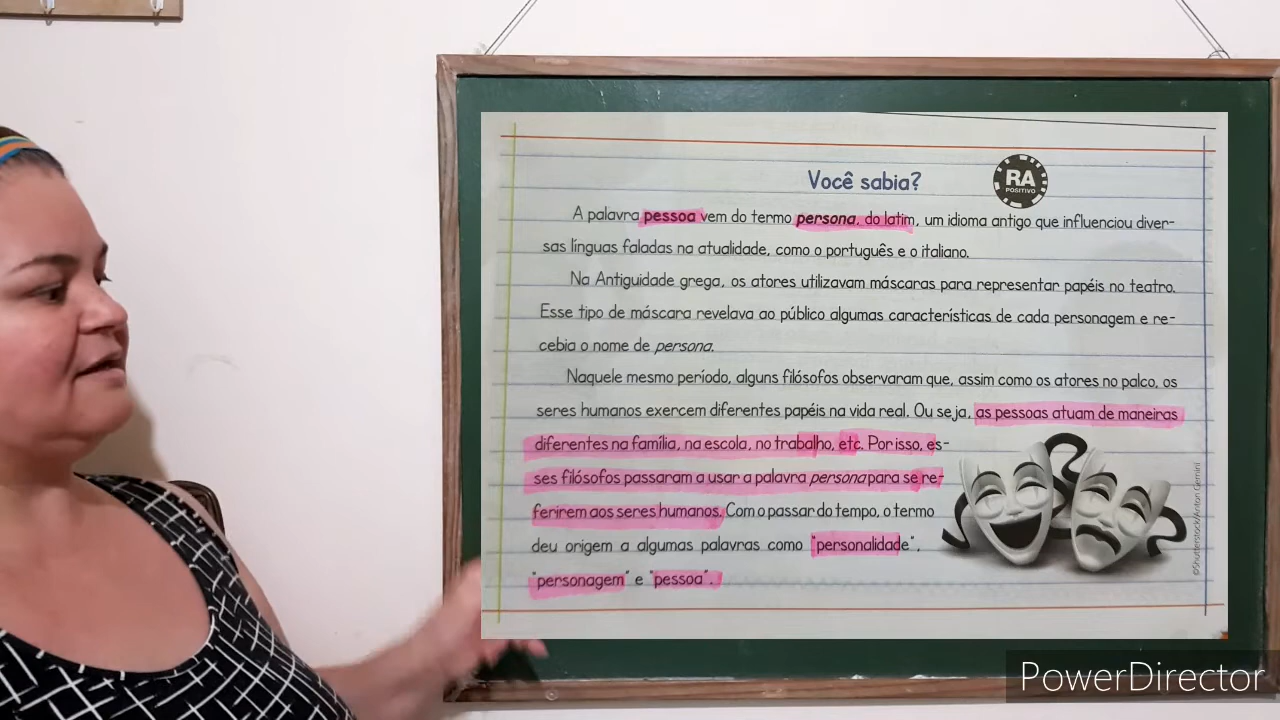 Você sabia?
RA
POSITIVO
A palavra pessoa vem do termo persona, do latim, um idioma antigo que influenciou diver-
sas línguas faladas na atualidade, como o português e o italiano.
Na Antiguidade grega, os atores utilizavam máscaras para representar papéis no teatro.
Esse tipo de máscara revelava ao público algumas características de cada personagem e re-
cebia o nome de persona.
Naquele mesmo período, alguns filósofos observaram que, assim como os atores no palco, os
seres humanos exercem diferentes papéis na vida real. Ou seja, as pessoas atuam de maneiras
diferentes na família, na escola, no trabalho, etc. Por isso, es-
ses filósofos passaram a usar a palavra persona para se re-
ferirem aos seres humanos. Com o passar do tempo, o termo
deu origem a algumas palavras como "personalidade",
"personagem" e "pessoa".
©Shutterstock/Anton Gemini
PowerDirector